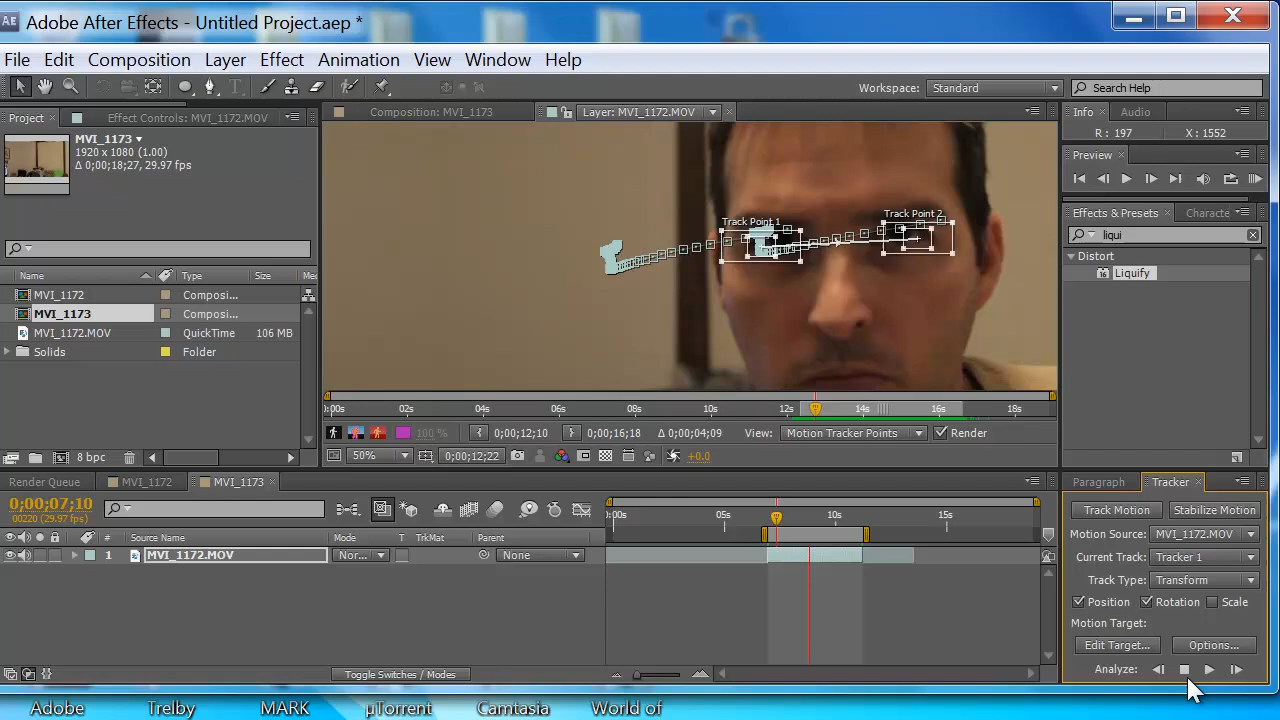 Adobe After Effects - Untitled Project.aep *
File Edit Composition Layer Effect Animation View Window Help
Workspace: Standard Search Help
Project × Effect Controls: MVI_1172.MOV
Composition: MVI_1173 Layer: MVI_1172.MOV
Info × Audio
R : 197 X : 1552
MVI_1173
1920 x 1080 (1.00)
Δ 0;00;18;27, 29.97 fps
Preview
Effects & Presets × Characte
liqui
Distort
Liquify
Track Point 1 Track Point 2
Name Type Size Me
MVI_1172 Composi...
MVI_1173 Composi...
MVI_1172.MOV QuickTime 106 MB
Solids Folder
8 bpc
:00s 02s 04s 06s 08s 10s 12s 14s 16s 18s
100 % 0;00;12;10 0;00;16;18 Δ 0;00;04;09 View: Motion Tracker Points Render
50% 0;00;12;22 +0.0
Render Queue MVI_1172 MVI_1173 ×
0;00;07;10
00220 (29.97 fps)
:00s 05s 10s 15s
# Source Name Mode T TrkMat Parent
1 MVI_1172.MOV Nor... None
Toggle Switches / Modes
Paragraph Tracker ×
Track Motion Stabilize Motion
Motion Source: MVI_1172.MOV
Current Track: Tracker 1
Track Type: Transform
Position Rotation Scale
Motion Target:
Edit Target... Options...
Analyze:
Adobe Trelby MARK µTorrent Camtasia World of